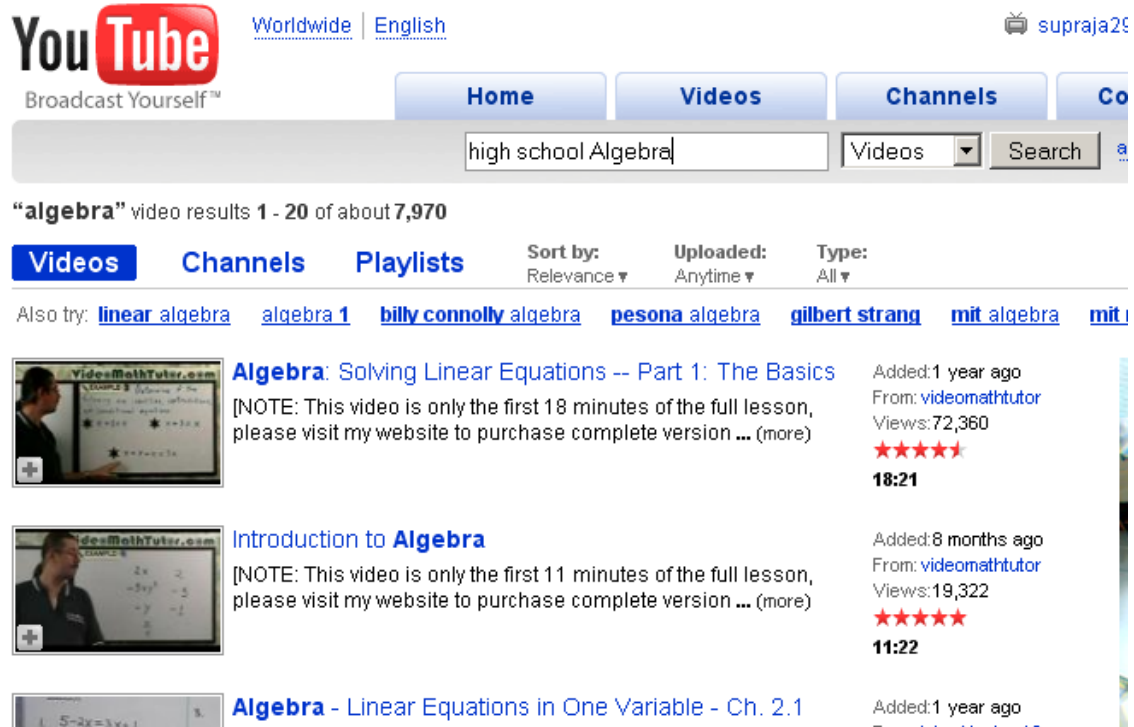 YouTube
Worldwide English supraja29
Broadcast Yourself™
Home Videos Channels Co
high school Algebra Videos Search a
“algebra” video results 1 - 20 of about 7,970
Videos Channels Playlists Sort by: Uploaded: Type:
Relevance ▾ Anytime ▾ All ▾
Also try: linear algebra algebra 1 billy connolly algebra pesona algebra gilbert strang mit algebra mit
VideoMathTutor.com
Algebra: Solving Linear Equations -- Part 1: The Basics
[NOTE: This video is only the first 18 minutes of the full lesson,
please visit my website to purchase complete version ... (more)
Added:1 year ago
From: videomathtutor
Views:72,360
18:21
Introduction to Algebra
[NOTE: This video is only the first 11 minutes of the full lesson,
please visit my website to purchase complete version ... (more)
Added:8 months ago
From: videomathtutor
Views:19,322
11:22
Algebra - Linear Equations in One Variable - Ch. 2.1
Added:1 year ago